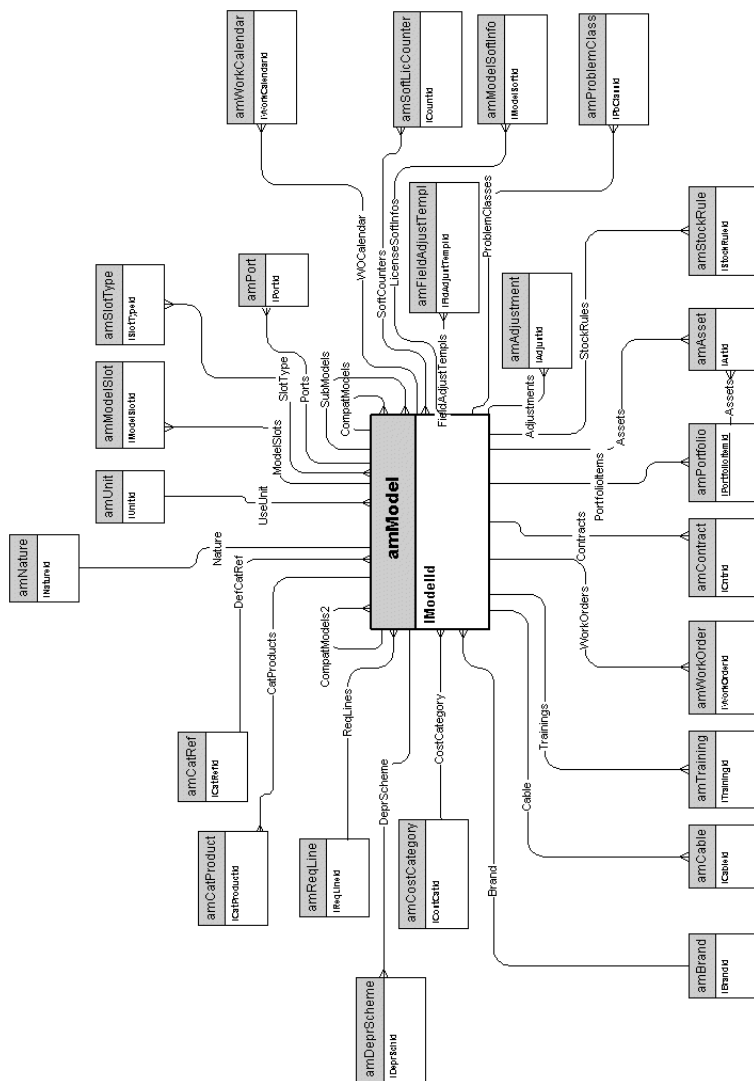 amWorkCalendar
lWorkCalendarId
amSoftLicCounter
lCountId
amModelSoftInfo
lModelSoftId
amProblemClass
lPbClassId
amSlotType
lSlotTypeId
amPort
lPortId
amFieldAdjustTempl
lFldAdjustTemplId
amAdjustment
lAdjustId
amStockRule
lStockRuleId
amModelSlot
lModelSlotId
amUnit
lUnitId
amNature
lNatureId
amAsset
lAstId
amPortfolio
lPortfolioItemId
amModel
lModelId
amContract
lCntrId
amWorkOrder
lWorkOrderId
amTraining
lTrainingId
amCable
lCableId
amBrand
lBrandId
amCatRef
lCatRefId
amCatProduct
lCatProductId
amReqLine
lReqLineId
amCostCategory
lCostCatId
amDeprScheme
lDeprSchId
WOCalendar
SoftCounters
LicenseSoftInfos
ProblemClasses
SlotType
Ports
SubModels
CompatModels
FieldAdjustTempls
Adjustments
StockRules
ModelSlots
UseUnit
Nature
DefCatRef
CatProducts
CompatModels2
ReqLines
DeprScheme
CostCategory
Brand
Cable
Trainings
WorkOrders
Contracts
PortfolioItems
Assets
Assets